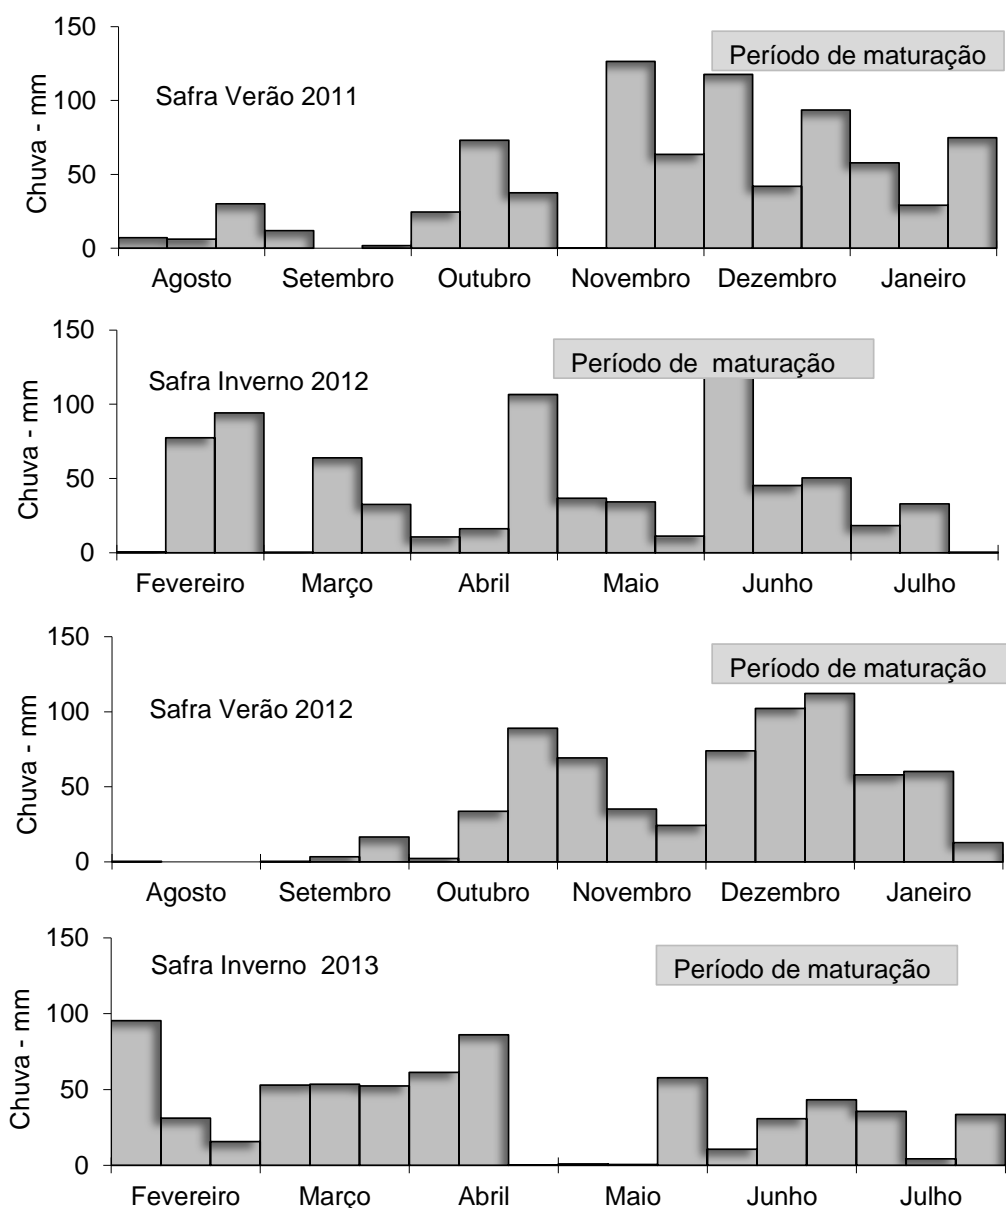 150
Período de maturação
Safra Verão 2011
100
50
0
Chuva - mm
Agosto Setembro Outubro Novembro Dezembro Janeiro
150
Período de maturação
Safra Inverno 2012
100
50
0
Chuva - mm
Fevereiro Março Abril Maio Junho Julho
150
Período de maturação
Safra Verão 2012
100
50
0
Chuva - mm
Agosto Setembro Outubro Novembro Dezembro Janeiro
150
Safra Inverno 2013 
Período de maturação
100
50
0
Chuva - mm
Fevereiro Março Abril Maio Junho Julho